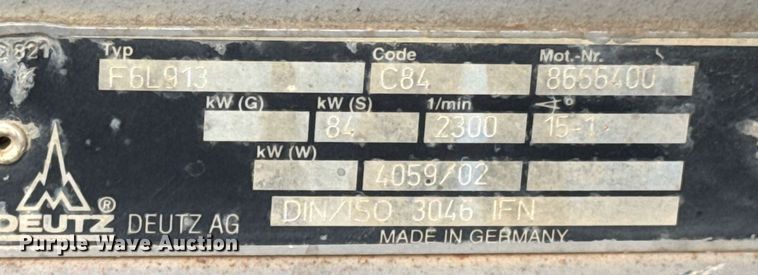 821
Typ Code Mot.-Nr.
F6L913 C84 8656400
kW (G) kW (S) 1/min °
84 2300 15-1
kW (W)
4059/02
DIN/ISO 3046 IFN
DEUTZ ® DEUTZ AG
MADE IN GERMANY
Purple Wave Auction